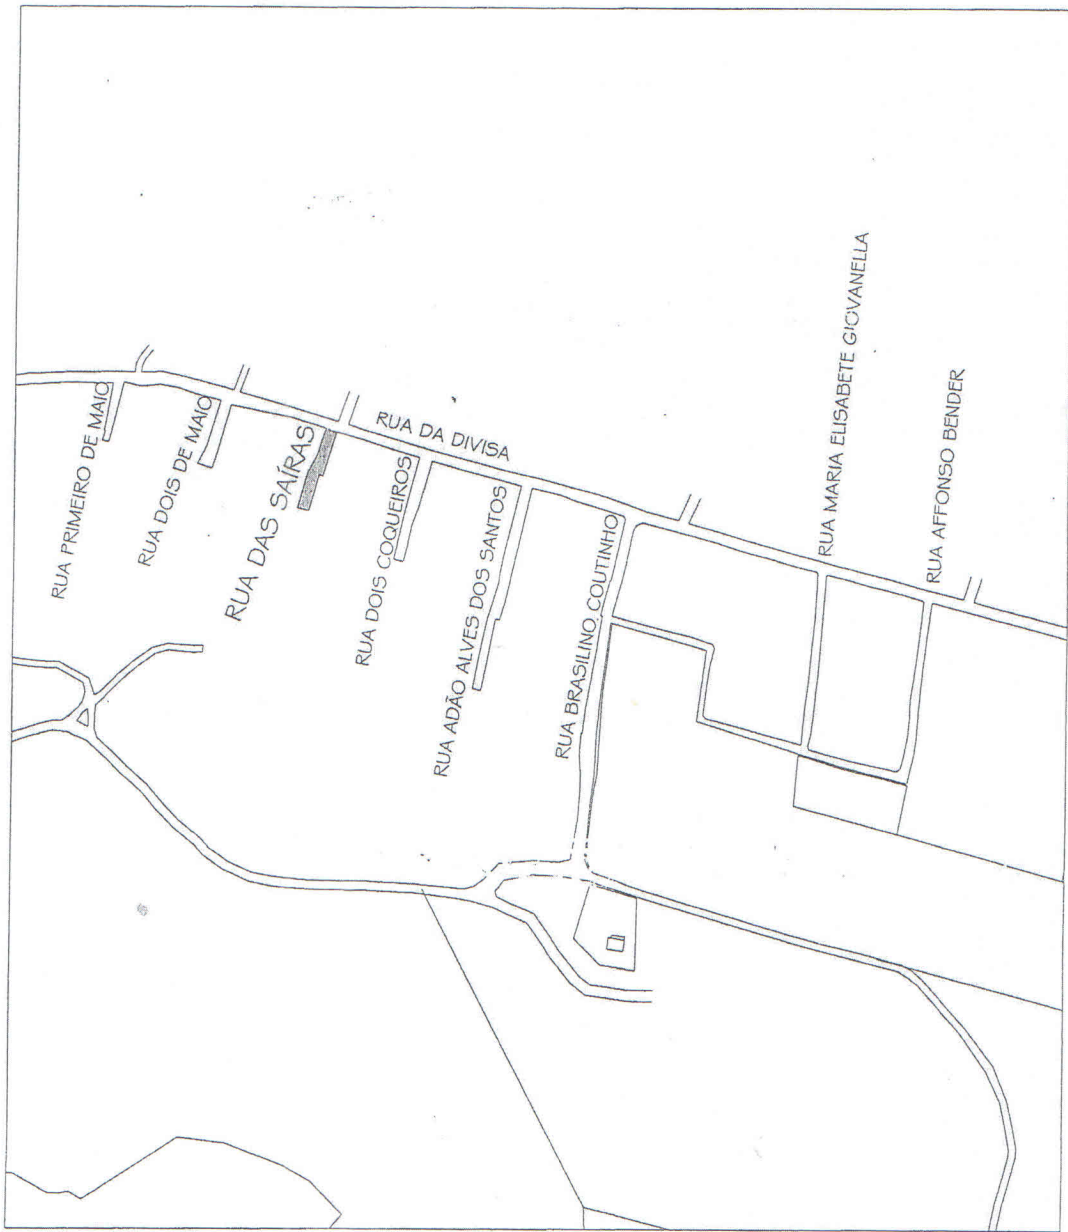 RUA PRIMEIRO DE MAIO
RUA DOIS DE MAIO
RUA DAS SAÍRAS
RUA DOIS COQUEIROS
RUA DA DIVISA
RUA ADÃO ALVES DOS SANTOS
RUA BRASILINO COUTINHO
RUA MARIA ELISABETE GIOVANELLA
RUA AFFONSO BENDER